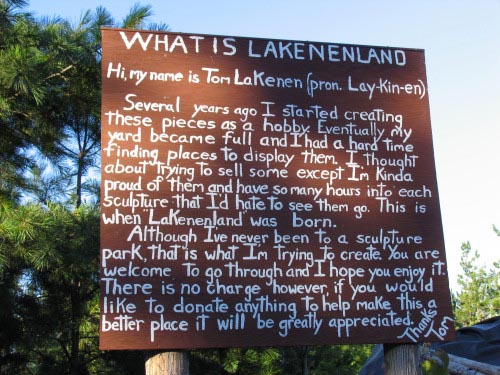 WHAT IS LAKENENLAND
Hi, my name is Tom LaKenen (pron. Lay-Kin-en)
Several years ago I started creating
these pieces as a hobby. Eventually my
yard became full and I had a hard time
finding places to display them. I thought
about trying to sell some except I'm Kinda
proud of them and have so many hours into each
sculpture that I'd hate to see them go. This is
when LaKenenland was born.
Although I've never been to a sculpture
park, that is what I'm trying to create. You are
welcome to go through and I hope you enjoy it.
There is no charge however, if you would
like to donate anything to help make this a
better place it will be greatly appreciated.
Thanks
Tom